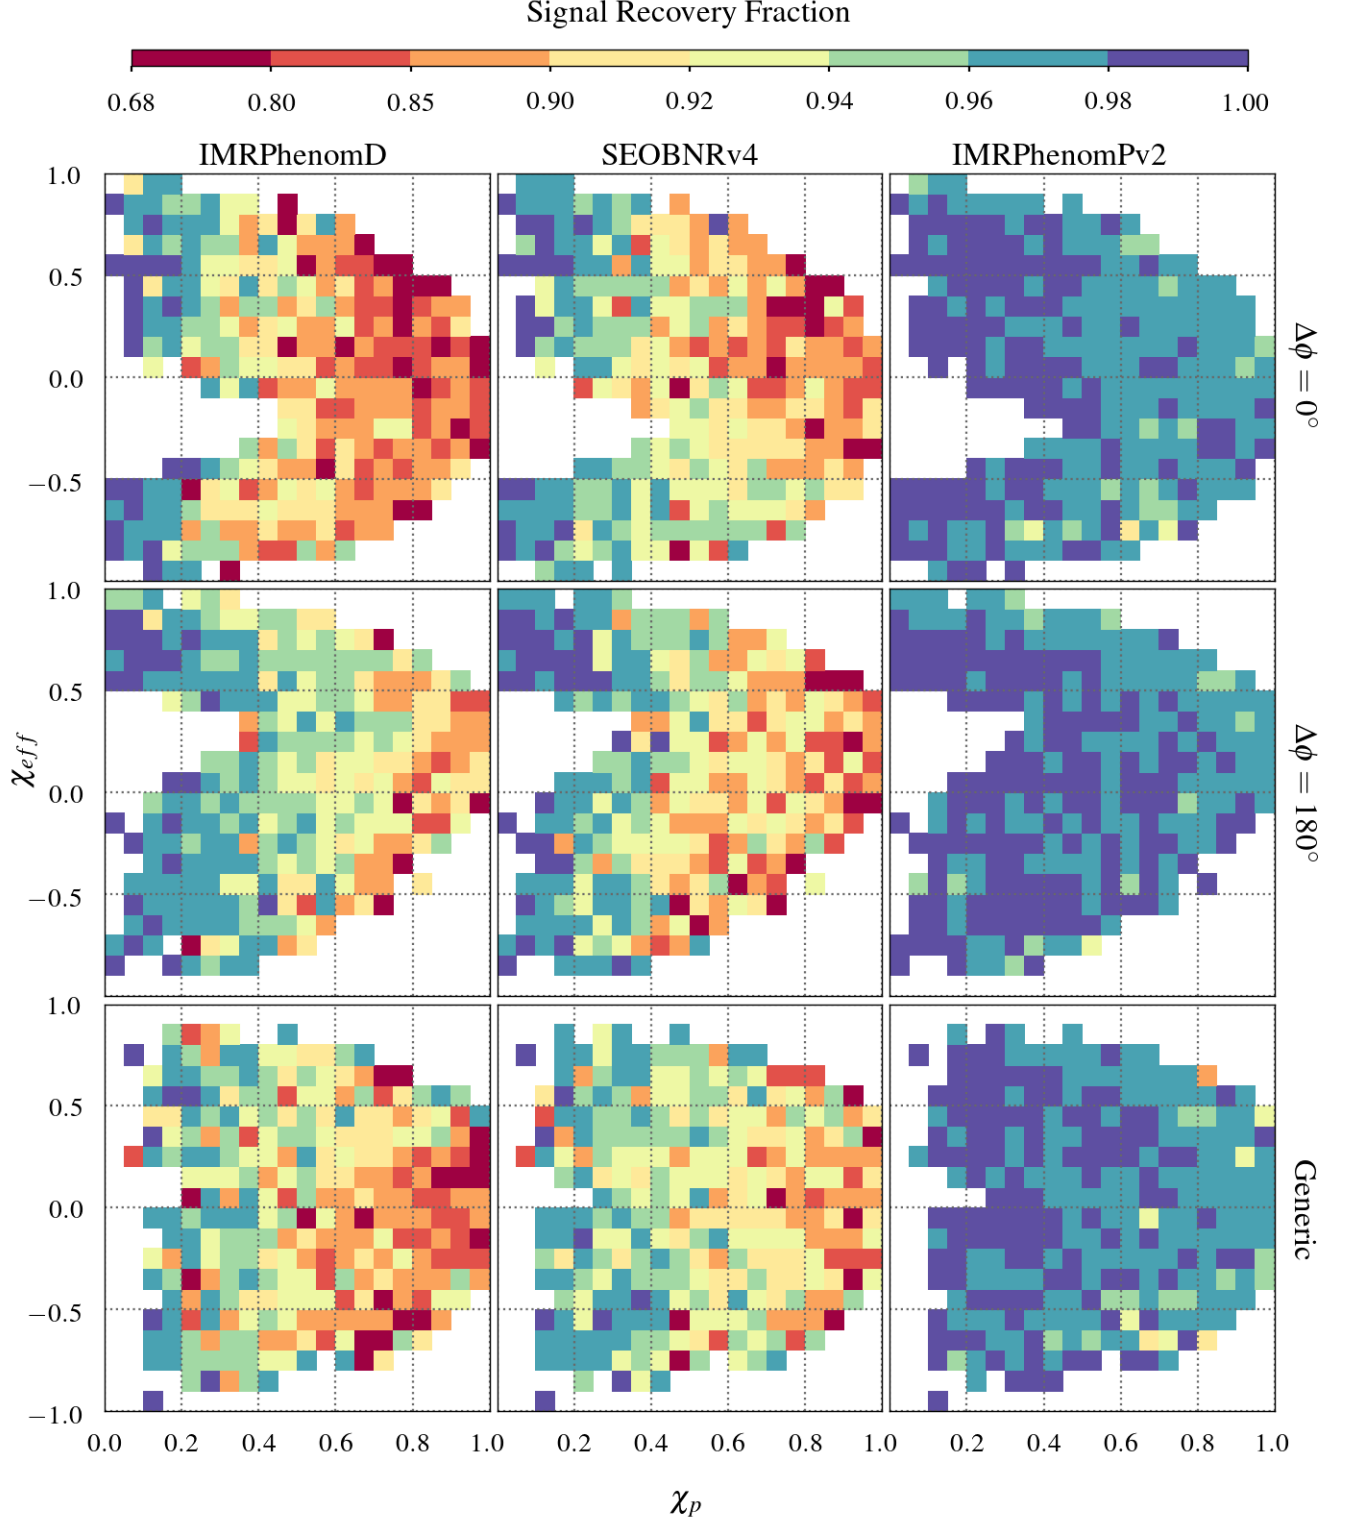 Signal Recovery Fraction
0.68 0.80 0.85 0.90 0.92 0.94 0.96 0.98 1.00
IMRPhenomD SEOBNRv4 IMRPhenomPv2
1.0
0.5
0.0
−0.5
Δϕ = 0°
1.0
0.5
0.0
−0.5
χeff
Δϕ = 180°
1.0
0.5
0.0
−0.5
−1.0
Generic
0.0 0.2 0.4 0.6 0.8 1.0 0.2 0.4 0.6 0.8 1.0 0.2 0.4 0.6 0.8 1.0
χp